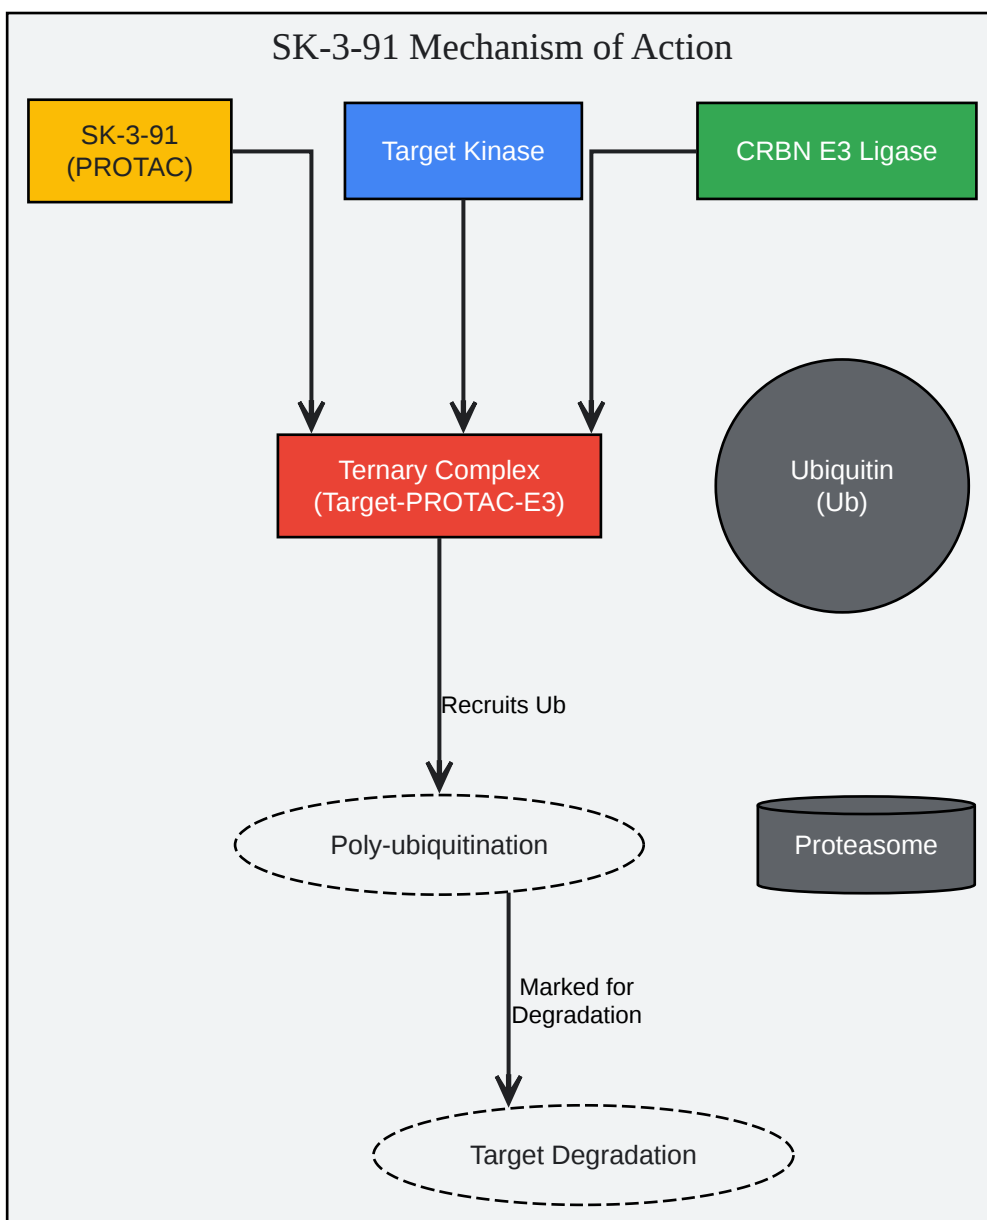 SK-3-91 Mechanism of Action
SK-3-91
(PROTAC)
Target Kinase
CRBN E3 Ligase
Ternary Complex
(Target-PROTAC-E3)
Ubiquitin
(Ub)
Recruits Ub
Poly-ubiquitination
Proteasome
Marked for
Degradation
Target Degradation